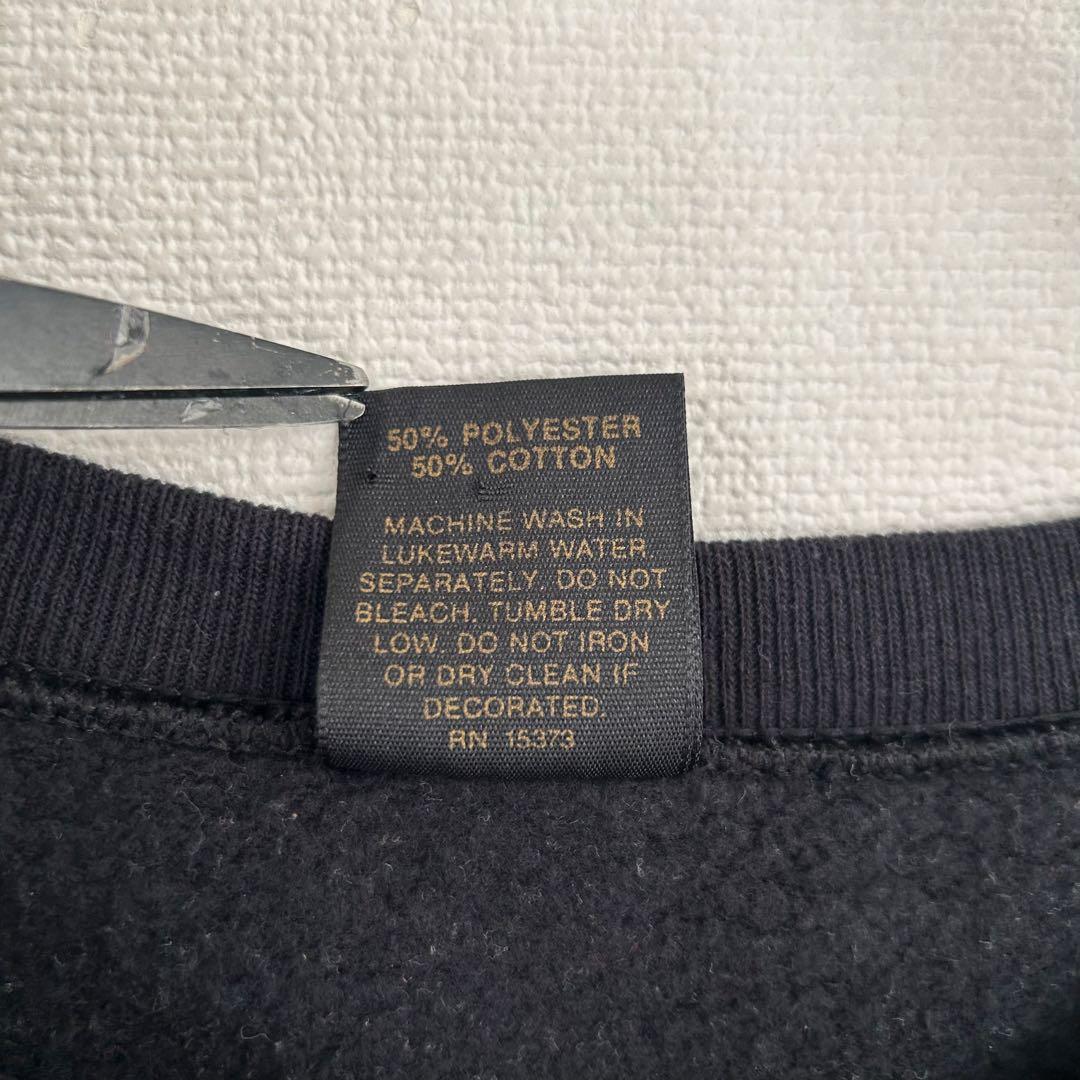 50% POLYESTER
50% COTTON
MACHINE WASH IN
LUKEWARM WATER
SEPARATELY. DO NOT
BLEACH. TUMBLE DRY
LOW. DO NOT IRON
OR DRY CLEAN IF
DECORATED.
RN 15373